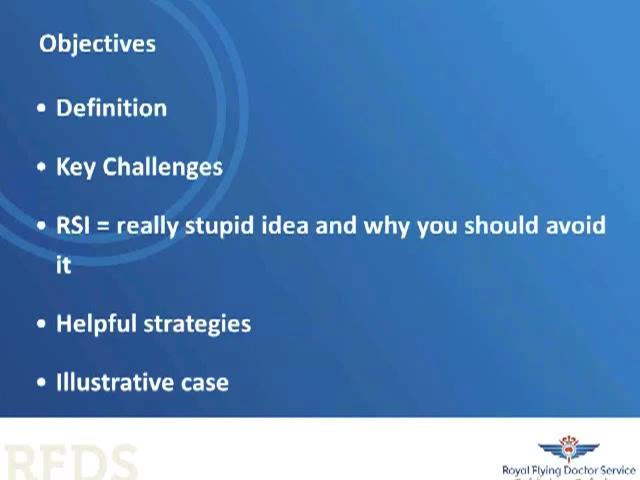 Objectives
• Definition
• Key Challenges
• RSI = really stupid idea and why you should avoid
it
• Helpful strategies
• Illustrative case
RFDS
Royal Flying Doctor Service